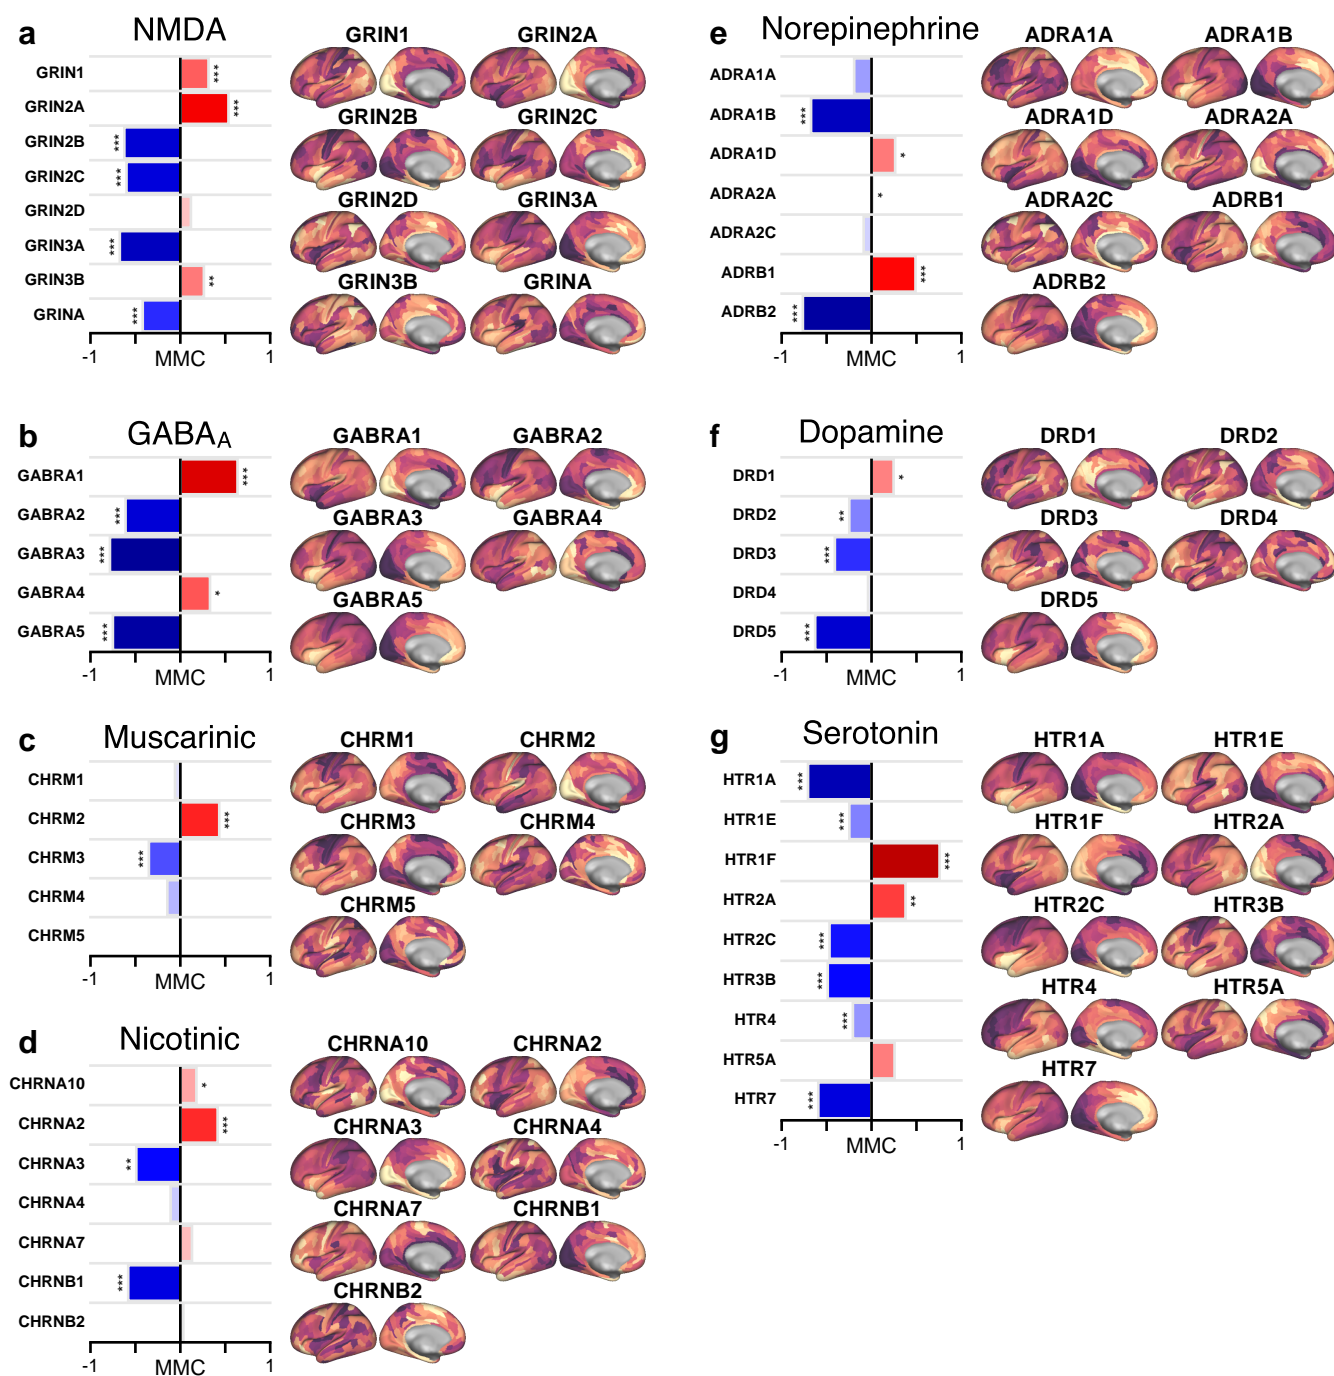 a NMDA
GRIN1 ***
GRIN2A ***
GRIN2B ***
GRIN2C ***
GRIN2D
GRIN3A ***
GRIN3B **
GRINA ***
-1 MMC 1
GRIN1 GRIN2A
GRIN2B GRIN2C
GRIN2D GRIN3A
GRIN3B GRINA
b GABAA
GABRA1 ***
GABRA2 ***
GABRA3 ***
GABRA4 *
GABRA5 ***
-1 MMC 1
GABRA1 GABRA2
GABRA3 GABRA4
GABRA5
c Muscarinic
CHRM1
CHRM2 ***
CHRM3 ***
CHRM4
CHRM5
-1 MMC 1
CHRM1 CHRM2
CHRM3 CHRM4
CHRM5
d Nicotinic
CHRNA10 *
CHRNA2 ***
CHRNA3 **
CHRNA4
CHRNA7
CHRNB1 ***
CHRNB2
-1 MMC 1
CHRNA10 CHRNA2
CHRNA3 CHRNA4
CHRNA7 CHRNB1
CHRNB2
e Norepinephrine
ADRA1A
ADRA1B ***
ADRA1D *
ADRA2A *
ADRA2C
ADRB1 ***
ADRB2 ***
-1 MMC 1
ADRA1A ADRA1B
ADRA1D ADRA2A
ADRA2C ADRB1
ADRB2
f Dopamine
DRD1 *
DRD2 **
DRD3 ***
DRD4
DRD5 ***
-1 MMC 1
DRD1 DRD2
DRD3 DRD4
DRD5
g Serotonin
HTR1A ***
HTR1E ***
HTR1F ***
HTR2A **
HTR2C ***
HTR3B ***
HTR4 ***
HTR5A
HTR7 ***
-1 MMC 1
HTR1A HTR1E
HTR1F HTR2A
HTR2C HTR3B
HTR4 HTR5A
HTR7